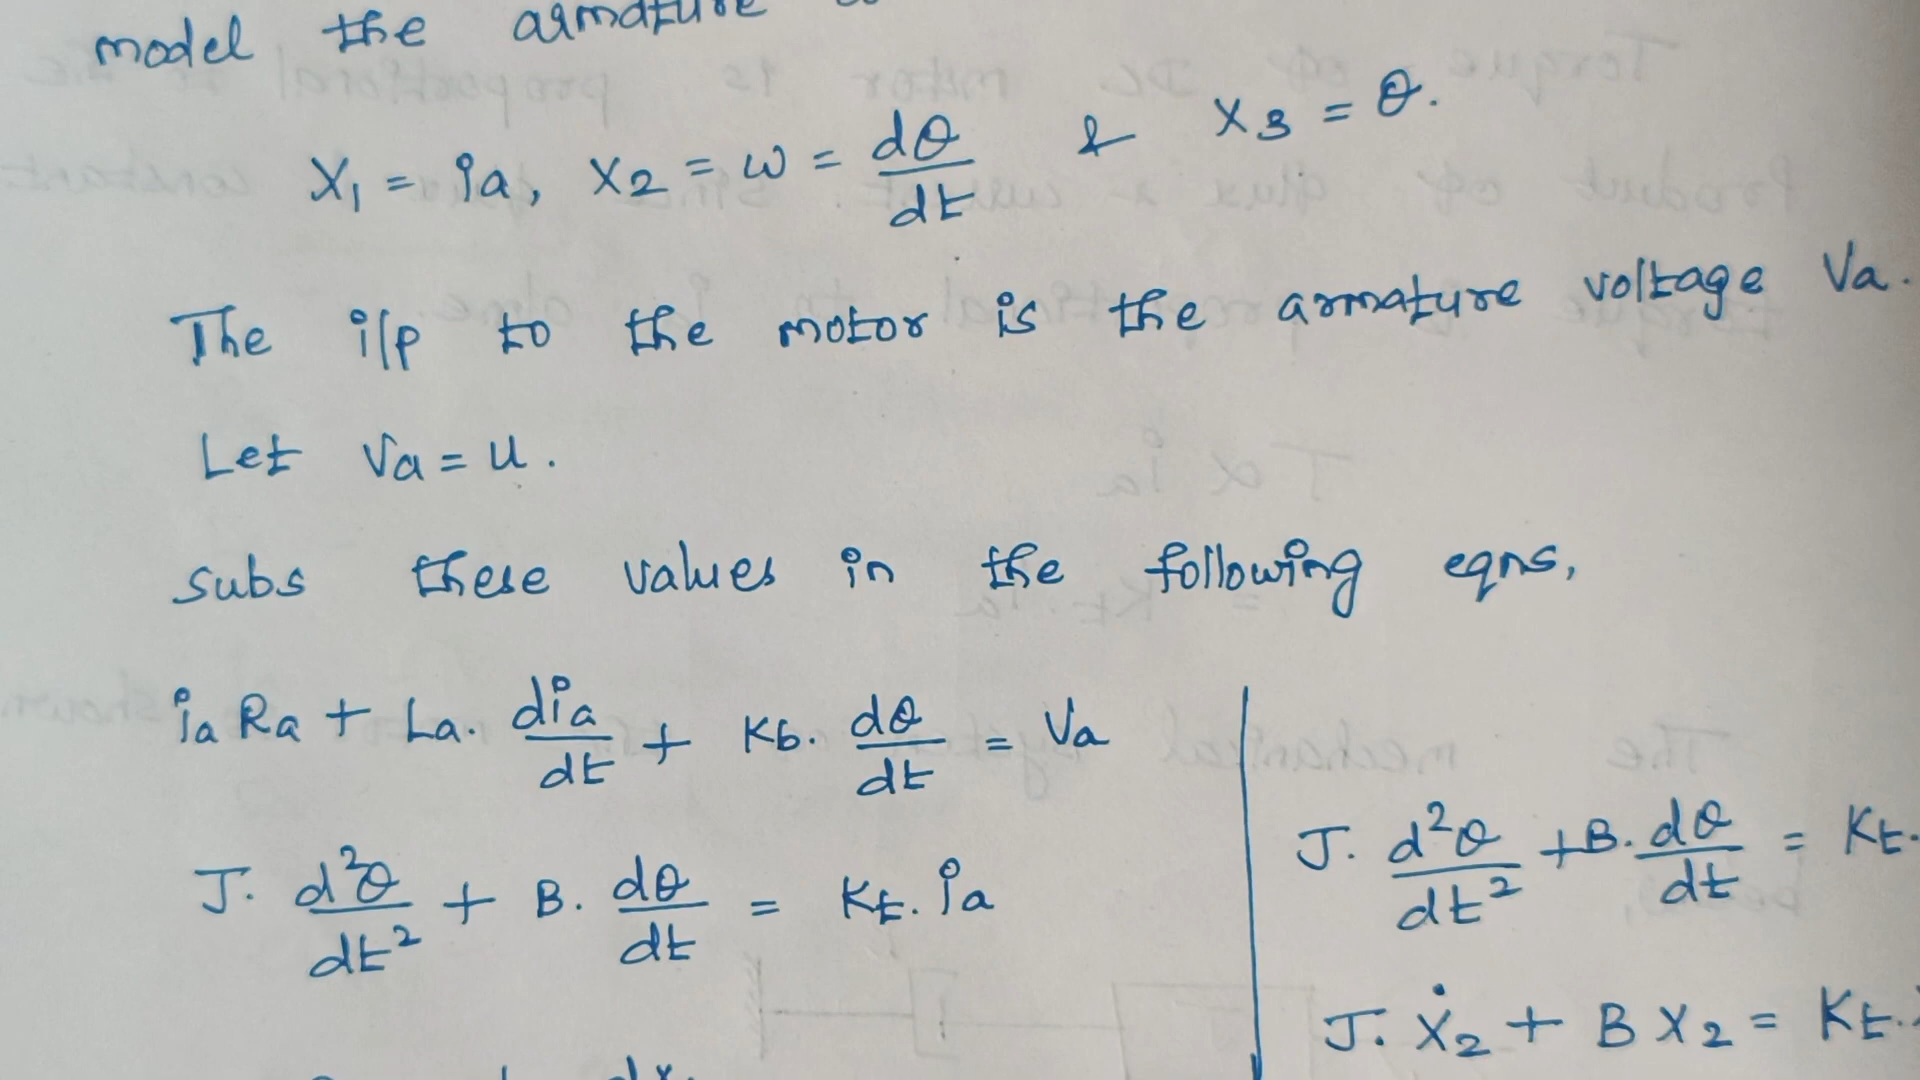 model the armature
X₁ = ia, X₂ = ω = dθ/dt & X₃ = θ.
The i/p to the motor is the armature voltage Va.
Let Va = u.
subs these values in the following eqns,
ia Ra + La. dia/dt + Kb. dθ/dt = Va
J. d²θ/dt² + B. dθ/dt = Kt. ia
J. d²θ/dt² + B. dθ/dt = Kt.
J. Ẋ₂ + B X₂ = Kt.